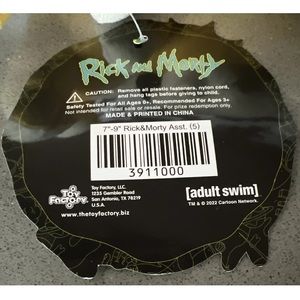 Rick and Morty
CAUTION: Remove all plastic fasteners, nylon cord,
and hang tags before giving to child.
Safety Tested For All Ages 0+, Recommended For Ages 3+
Not intended for retail sale or resale. For prize redemption only.
MADE & PRINTED IN CHINA
7"-9" Rick&Morty Asst. (5)
3911000
Toy Factory
Toy Factory, LLC.
1235 Gembler Road
San Antonio, TX 78219
U.S.A.
www.thetoyfactory.biz
[adult swim]
TM & © 2022 Cartoon Network.